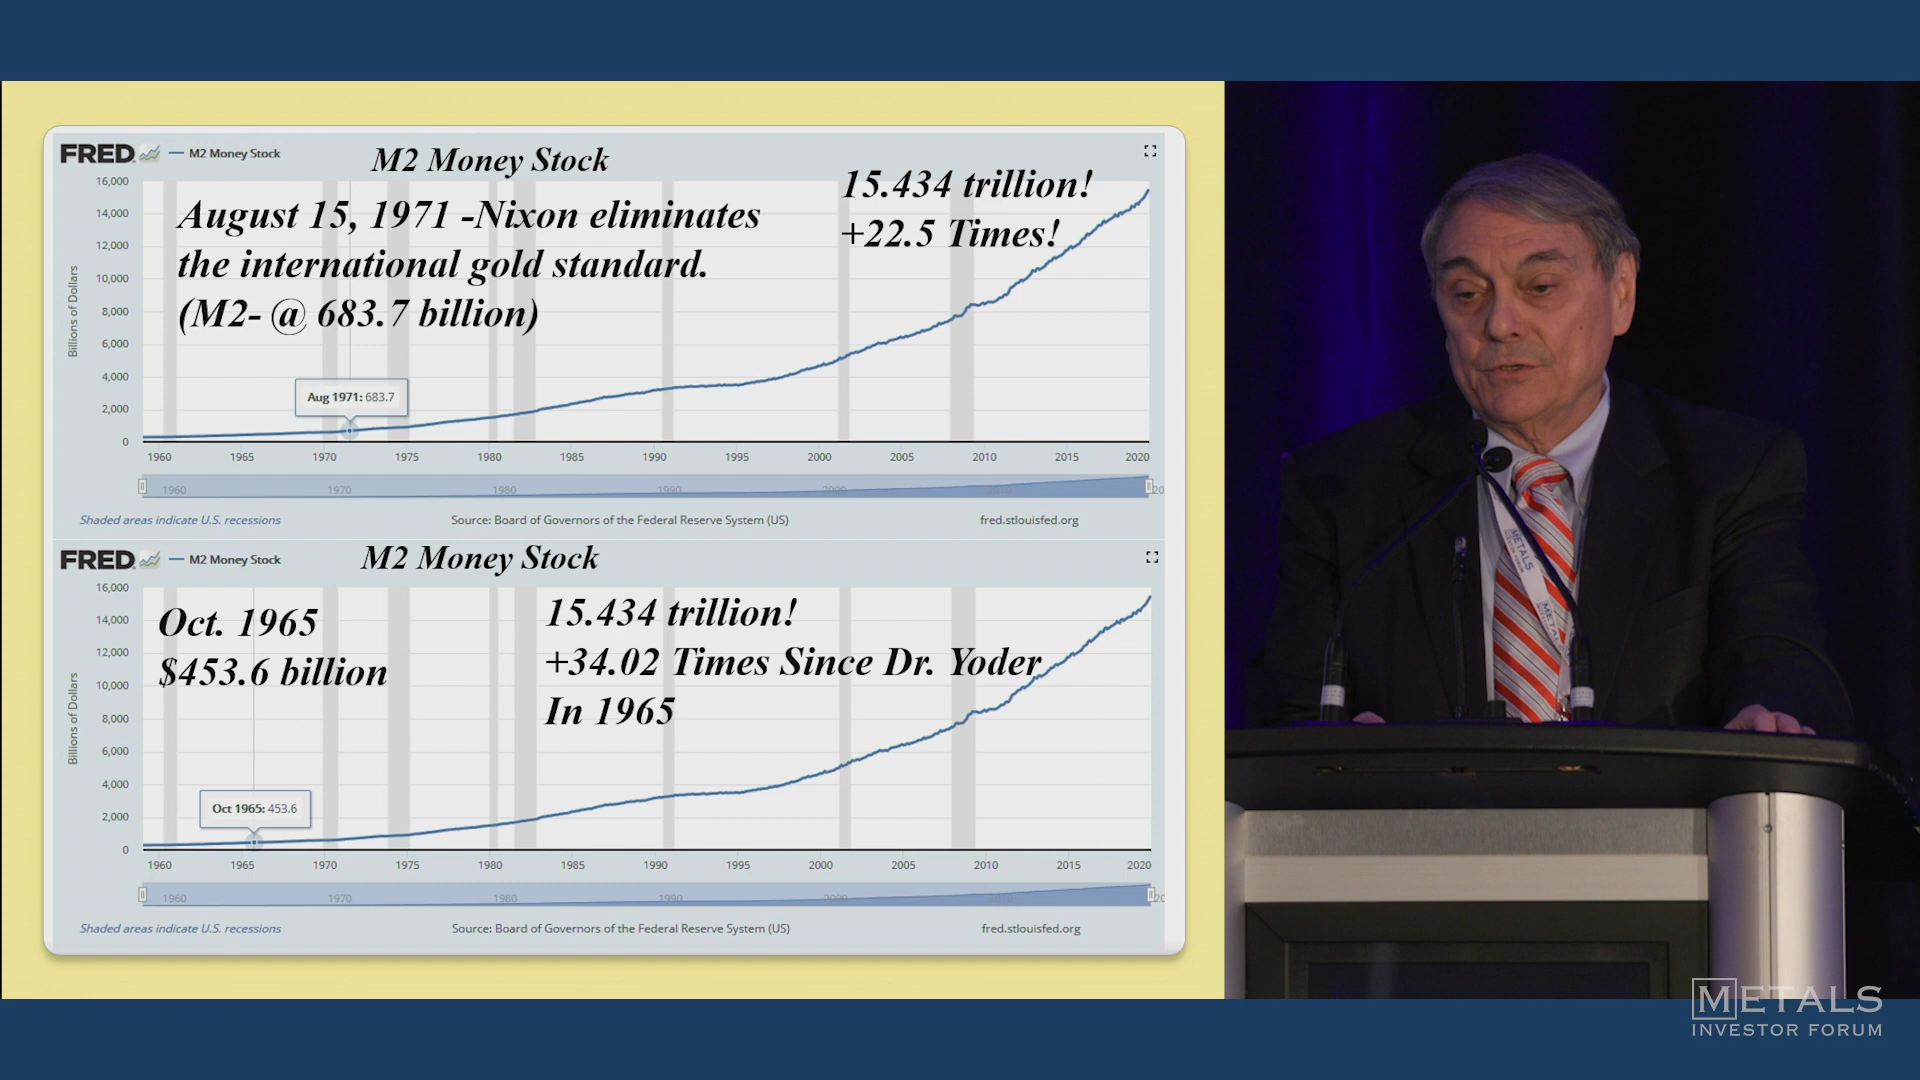 FRED
M2 Money Stock
M2 Money Stock
15.434 trillion!
+22.5 Times!
August 15, 1971 -Nixon eliminates
the international gold standard.
(M2- @ 683.7 billion)
16,000
14,000
12,000
10,000
8,000
6,000
4,000
2,000
0
Billions of Dollars
Aug 1971: 683.7
1960 1965 1970 1975 1980 1985 1990 1995 2000 2005 2010 2015 2020
1960 1970 1980 1990 2000 2010 20
Shaded areas indicate U.S. recessions
Source: Board of Governors of the Federal Reserve System (US)
fred.stlouisfed.org
FRED
M2 Money Stock
M2 Money Stock
Oct. 1965
$453.6 billion
15.434 trillion!
+34.02 Times Since Dr. Yoder
In 1965
16,000
14,000
12,000
10,000
8,000
6,000
4,000
2,000
0
Billions of Dollars
Oct 1965: 453.6
1960 1965 1970 1975 1980 1985 1990 1995 2000 2005 2010 2015 2020
1960 1970 1980 1990 2000 2010 20
Shaded areas indicate U.S. recessions
Source: Board of Governors of the Federal Reserve System (US)
fred.stlouisfed.org
METALS
METALS
INVESTOR FORUM